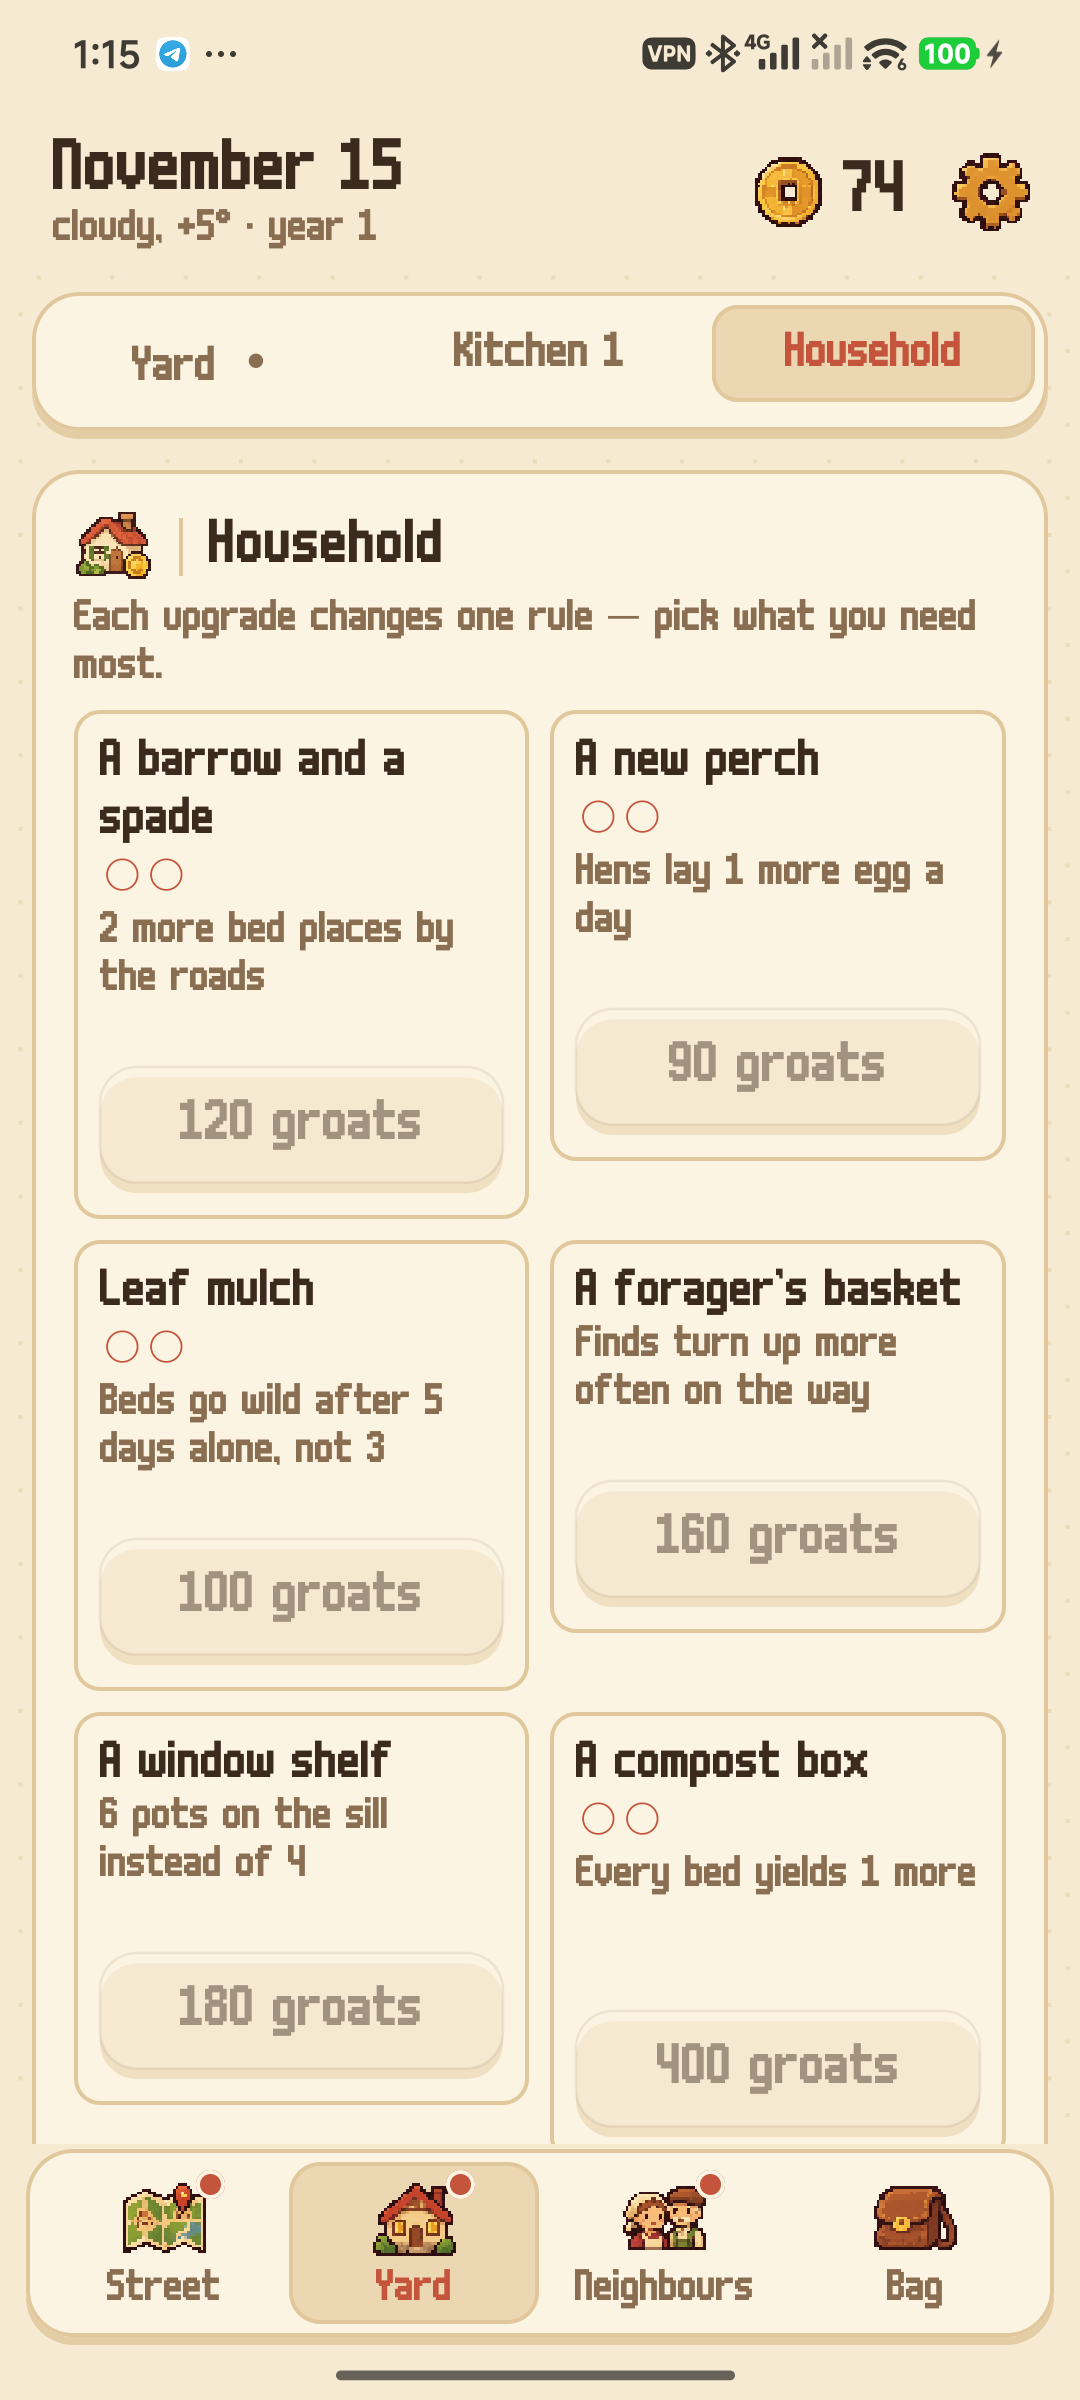 1:15
VPN 4G 6 100
November 15
74
cloudy, +5° · year 1
Yard • Kitchen 1 Household
Household
Each upgrade changes one rule — pick what you need
most.
A barrow and a
spade
2 more bed places by
the roads
120 groats
A new perch
Hens lay 1 more egg a
day
90 groats
Leaf mulch
Beds go wild after 5
days alone, not 3
100 groats
A forager's basket
Finds turn up more
often on the way
160 groats
A window shelf
6 pots on the sill
instead of 4
180 groats
A compost box
Every bed yields 1 more
400 groats
Street Yard Neighbours Bag